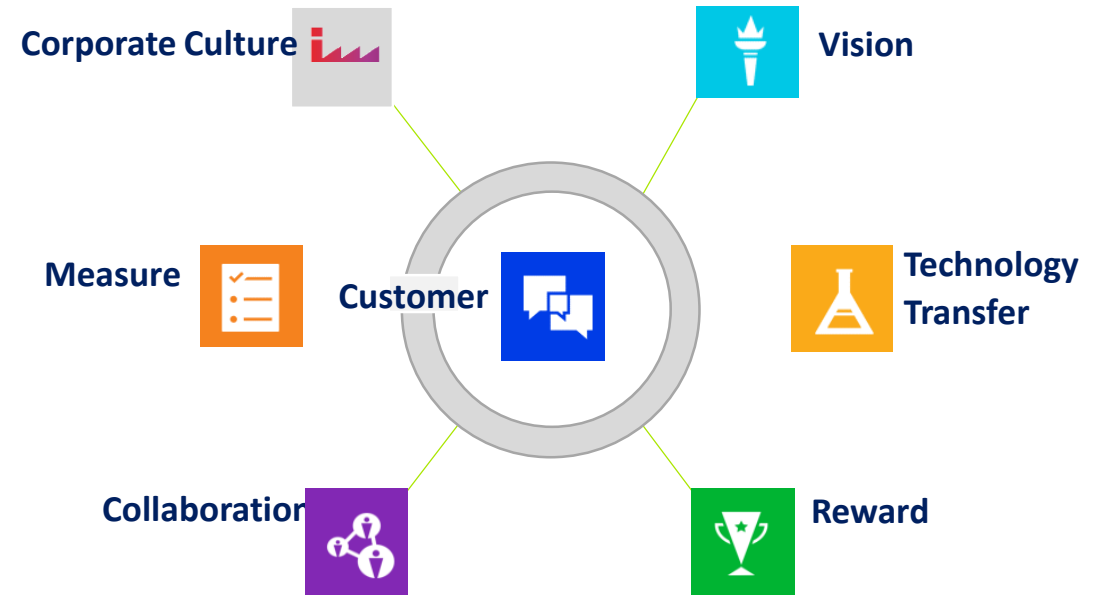 Corporate Culture
Vision
Measure
Customer
Technology
Transfer
Collaboration
Reward